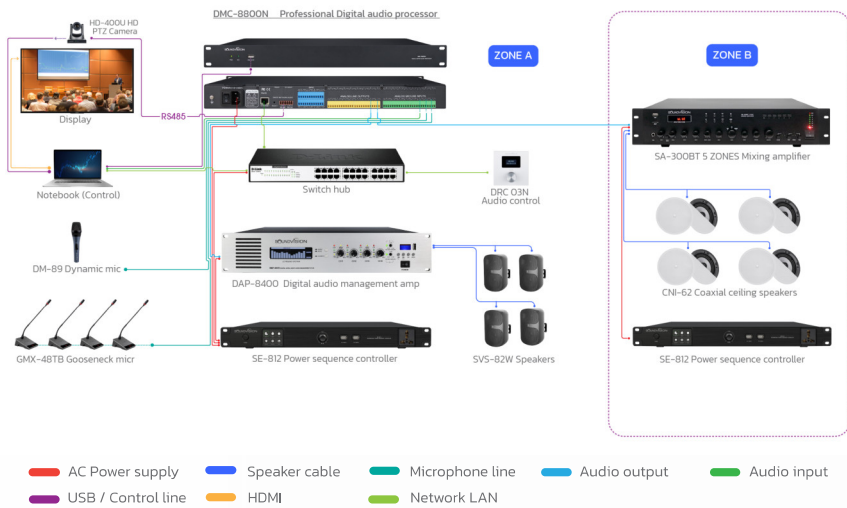 DMC-8800N Professional Digital audio processor
HD-400U HD
PTZ Camera
ZONE A
ZONE B
Display
RS485
SOUNDVISION
SA-300BT 5 ZONES Mixing amplifier
Notebook (Control)
Switch hub
DRC 03N
Audio control
DM-89 Dynamic mic
SOUNDVISION
DAP-8400 Digital audio management amp
CNI-62 Coaxial ceiling speakers
GMX-48TB Gooseneck micr
SE-812 Power sequence controller
SVS-82W Speakers
SE-812 Power sequence controller
AC Power supply
Speaker cable
Microphone line
Audio output
Audio input
USB / Control line
HDMI
Network LAN